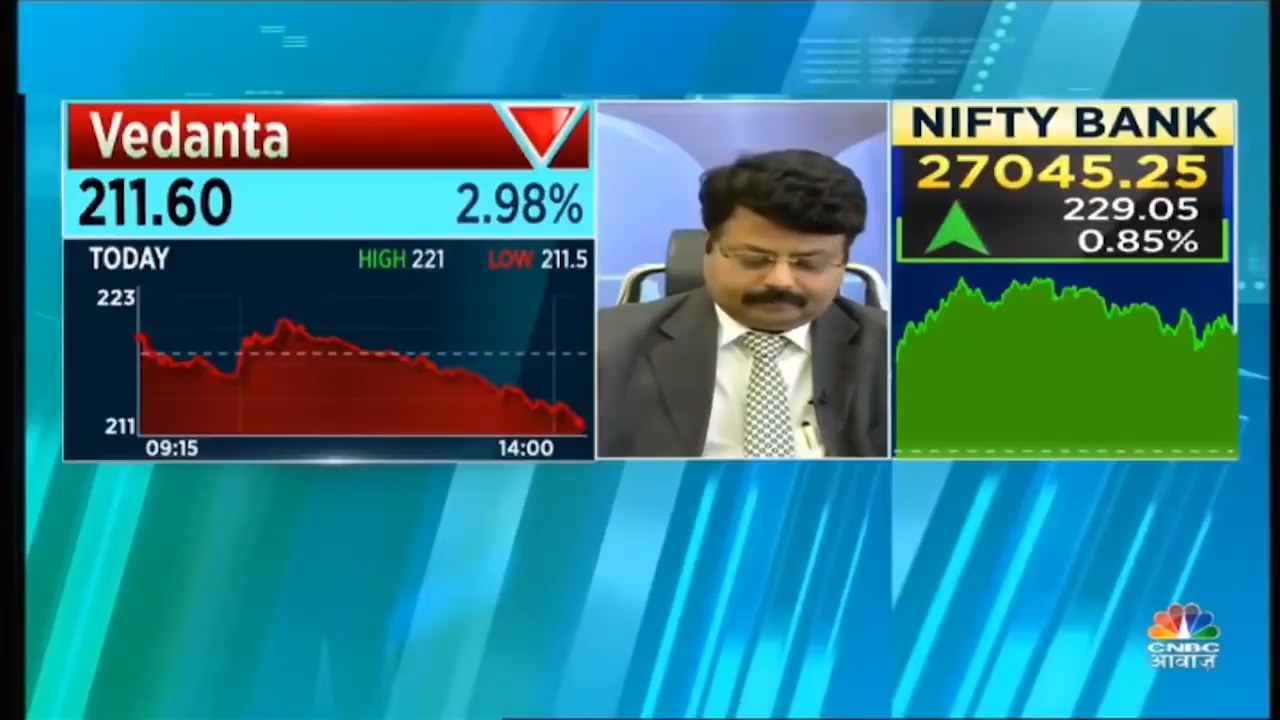 Vedanta
211.60 2.98%
TODAY HIGH 221 LOW 211.5
223
211
09:15 14:00
NIFTY BANK
27045.25
229.05
0.85%
CNBC
आवाज़